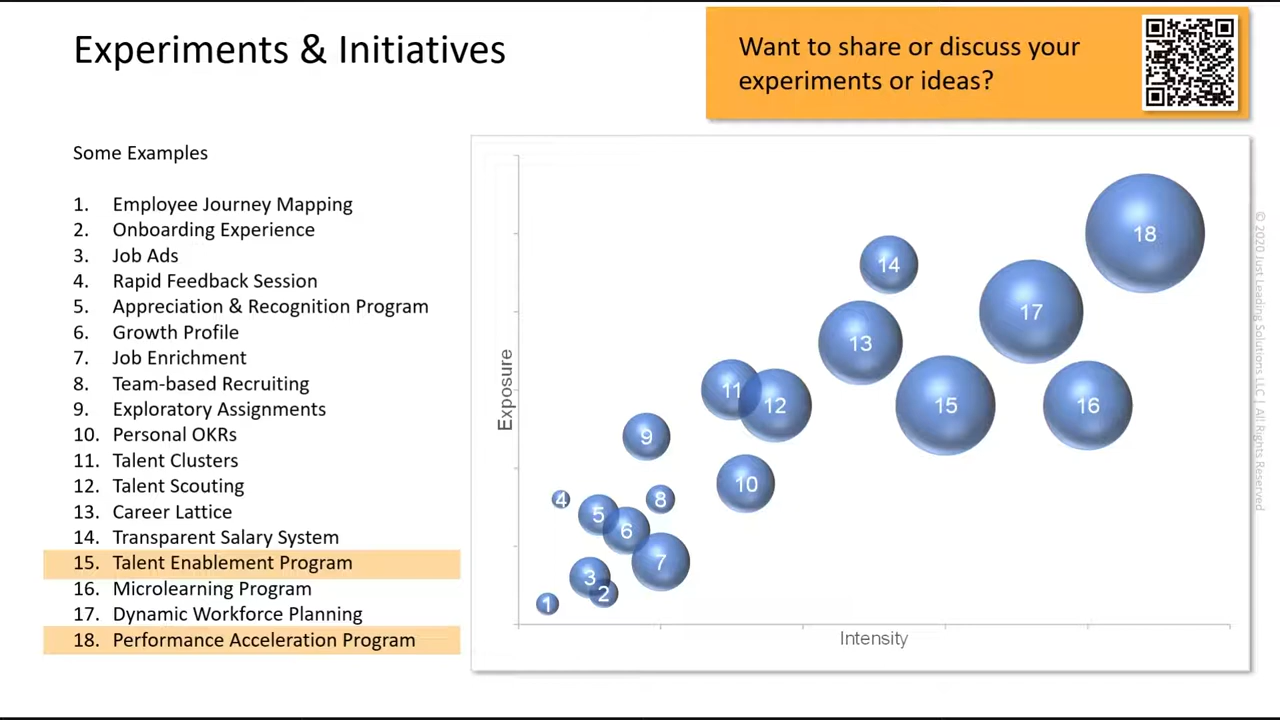 Experiments & Initiatives
Want to share or discuss your
experiments or ideas?
Some Examples
1. Employee Journey Mapping
2. Onboarding Experience
3. Job Ads
4. Rapid Feedback Session
5. Appreciation & Recognition Program
6. Growth Profile
7. Job Enrichment
8. Team-based Recruiting
9. Exploratory Assignments
10. Personal OKRs
11. Talent Clusters
12. Talent Scouting
13. Career Lattice
14. Transparent Salary System
15. Talent Enablement Program
16. Microlearning Program
17. Dynamic Workforce Planning
18. Performance Acceleration Program
Exposure
18
14
17
13
11
12
15
16
9
10
4
8
5
6
7
3
2
1
Intensity
© 2020 Just Leading Solutions LLC | All Rights Reserved